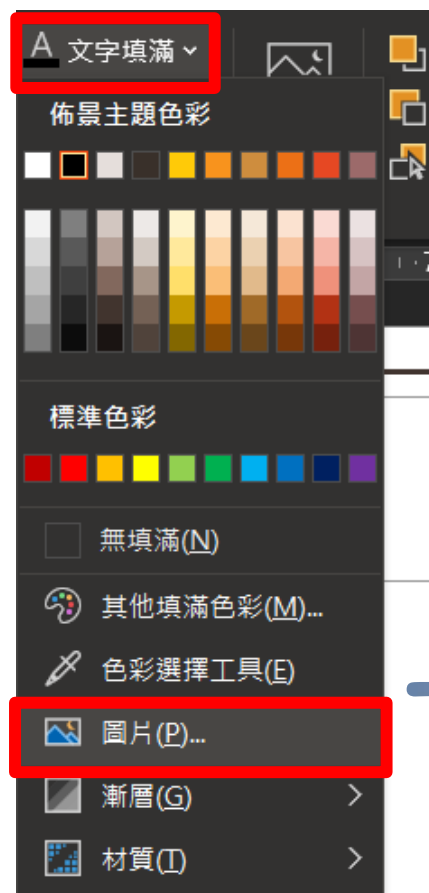 A 文字填滿
佈景主題色彩
標準色彩
無填滿(N)
其他填滿色彩(M)...
色彩選擇工具(E)
圖片(P)...
漸層(G)
材質(T)